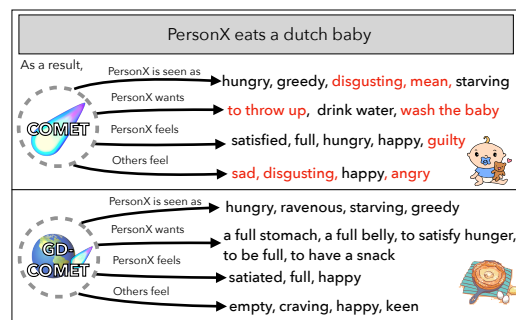 PersonX eats a dutch baby
As a result,
PersonX is seen as
hungry, greedy, disgusting, mean, starving
PersonX wants
to throw up, drink water, wash the baby
COMET
PersonX feels
satisfied, full, hungry, happy, guilty
Others feel
sad, disgusting, happy, angry
PersonX is seen as
hungry, ravenous, starving, greedy
PersonX wants
a full stomach, a full belly, to satisfy hunger,
to be full, to have a snack
GD-
COMET
PersonX feels
satiated, full, happy
Others feel
empty, craving, happy, keen